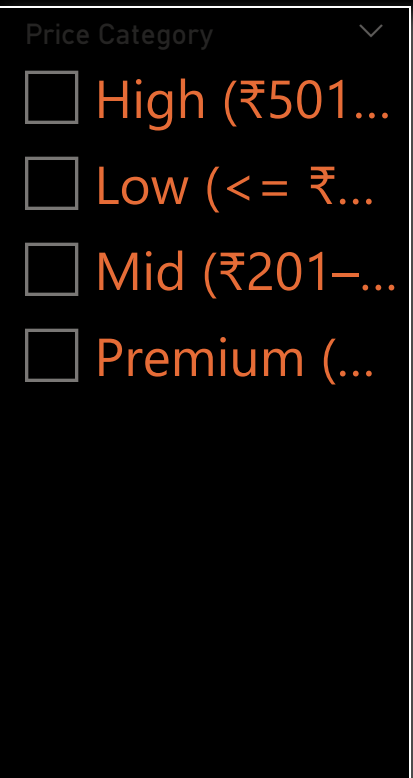 Price Category
High (₹501...
Low (<= ₹...
Mid (₹201–...
Premium (...